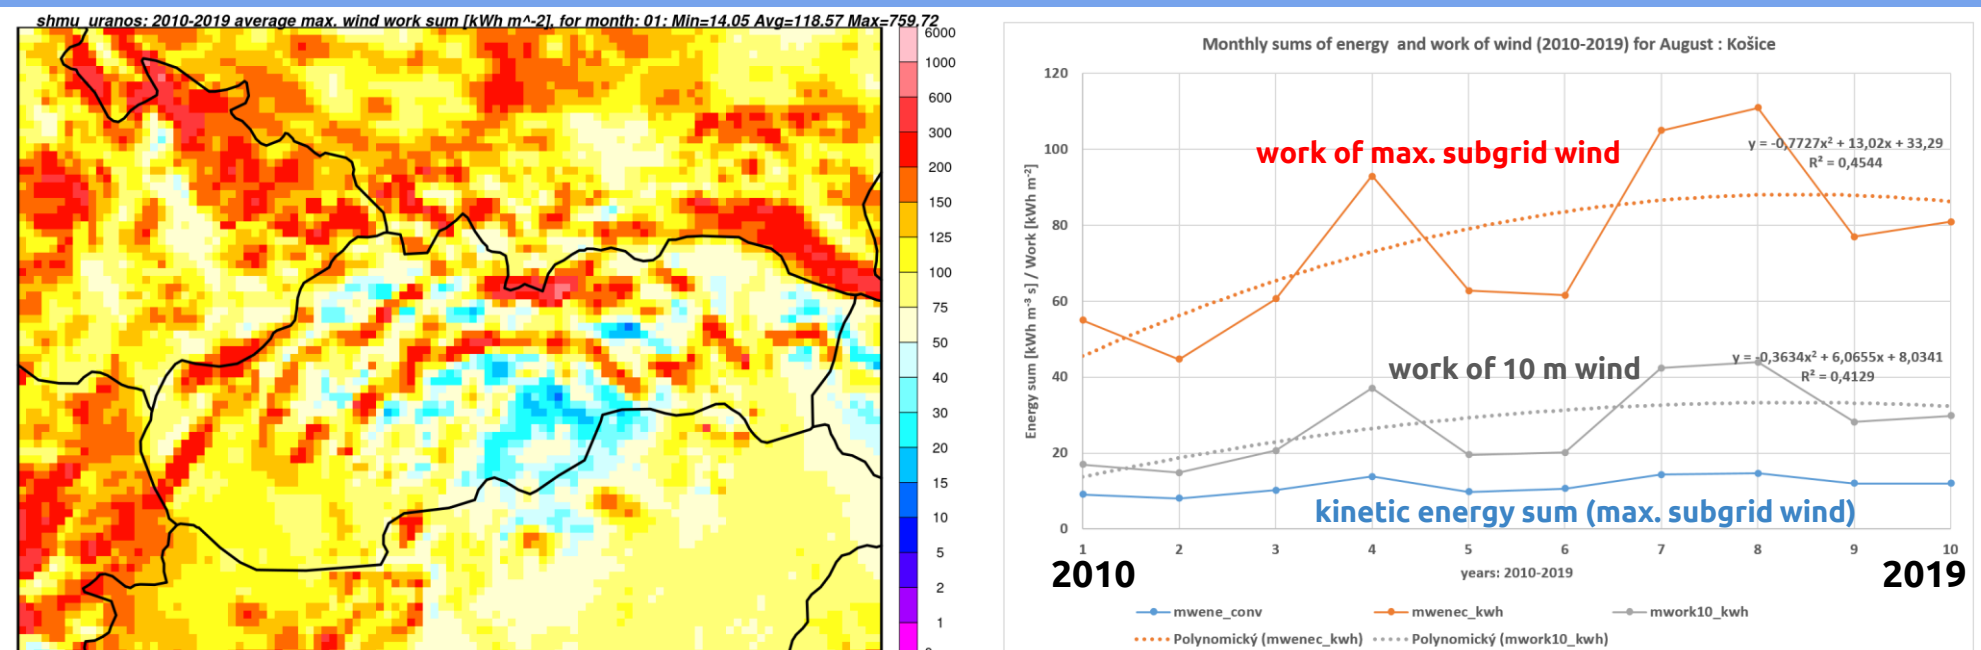 shmu_uranos: 2010-2019 average max. wind work sum [kWh m^-2], for month: 01: Min=14.05 Avg=118.57 Max=759.72
6000
1000
600
300
200
150
125
100
75
50
40
30
20
15
10
5
2
1
Monthly sums of energy and work of wind (2010-2019) for August : Košice
Energy sum [kWh m⁻³ s] / Work [kWh m⁻²]
120
100
80
60
40
20
0
work of max. subgrid wind
y = -0,7727x² + 13,02x + 33,29
R² = 0,4544
work of 10 m wind
y = -0,3634x² + 6,0655x + 8,0341
R² = 0,4129
kinetic energy sum (max. subgrid wind)
1 2 3 4 5 6 7 8 9 10
2010 years: 2010-2019 2019
mwene_conv mwenec_kwh mwork10_kwh
Polynomický (mwenec_kwh) Polynomický (mwork10_kwh)